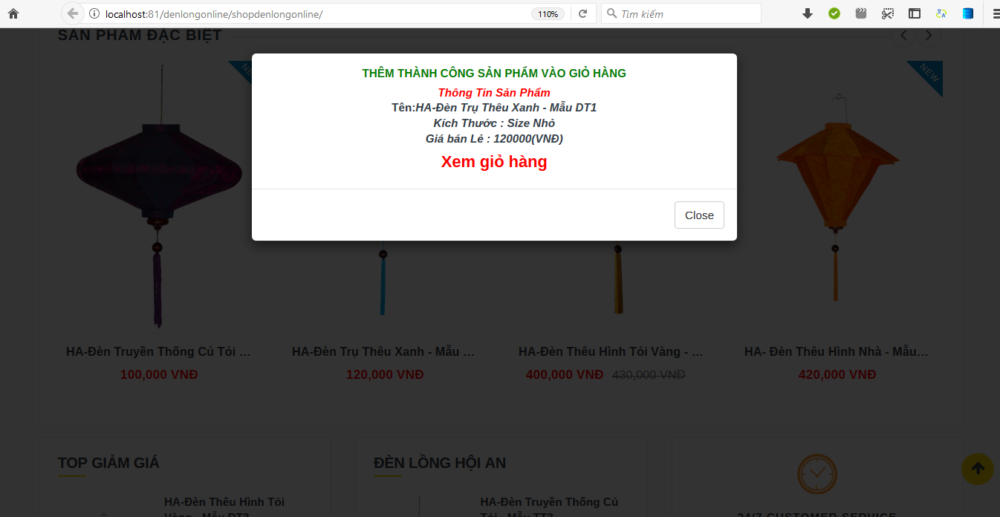 localhost:81/denlongonline/shopdenlongonline/
110%
Tìm kiếm
SẢN PHẨM ĐẶC BIỆT
NEW
THÊM THÀNH CÔNG SẢN PHẨM VÀO GIỎ HÀNG
Thông Tin Sản Phẩm
Tên:HA-Đèn Trụ Thêu Xanh - Mẫu DT1
Kích Thước : Size Nhỏ
Giá bán Lẻ : 120000(VNĐ)
Xem giỏ hàng
Close
NEW
HA-Đèn Truyền Thống Củ Tỏi ...
HA-Đèn Trụ Thêu Xanh - Mẫu ...
HA-Đèn Thêu Hình Tỏi Vàng - ...
HA- Đèn Thêu Hình Nhà - Mẫu...
100,000 VNĐ
120,000 VNĐ
400,000 VNĐ 430,000 VNĐ
420,000 VNĐ
TOP GIẢM GIÁ
ĐÈN LỒNG HỘI AN
HA-Đèn Thêu Hình Tỏi
Vàng - Mẫu DT3
HA-Đèn Truyền Thống Củ
Tỏi - Mẫu TT3
24/7 CUSTOMER SERVICE